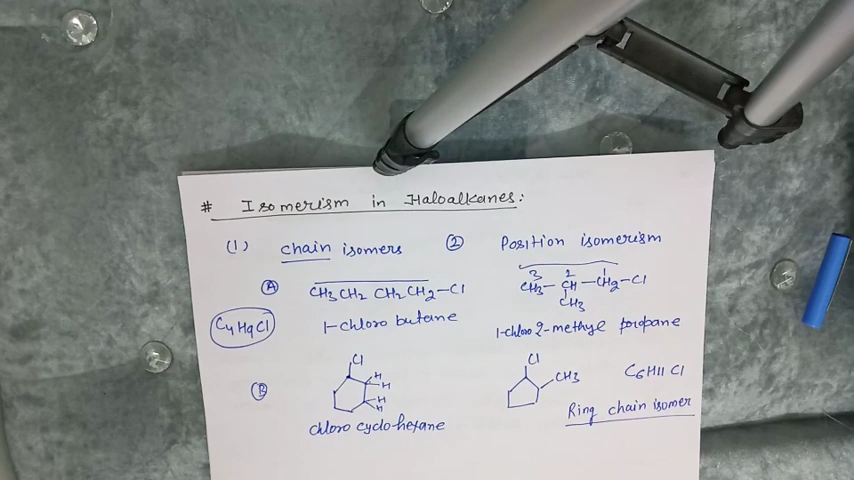 # Isomerism in Haloalkanes:
(1) chain isomers ② Position isomerism
Ⓐ CH3CH2 CH2CH2-Cl
3 2 1
CH3-CH-CH2-Cl
CH3
C4H9Cl
1-chloro butane
1-chloro 2-methyl propane
Ⓑ
Cl
H
H
H
H
chloro cyclohexane
Cl
CH3
C6H11 Cl
Ring chain isomer